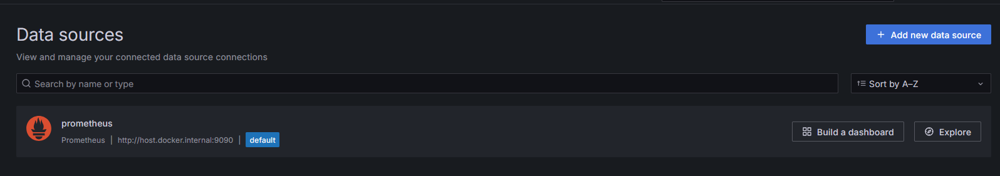 Data sources
+ Add new data source
View and manage your connected data source connections
Search by name or type
Sort by A–Z
prometheus
Prometheus | http://host.docker.internal:9090 | default
Build a dashboard
Explore